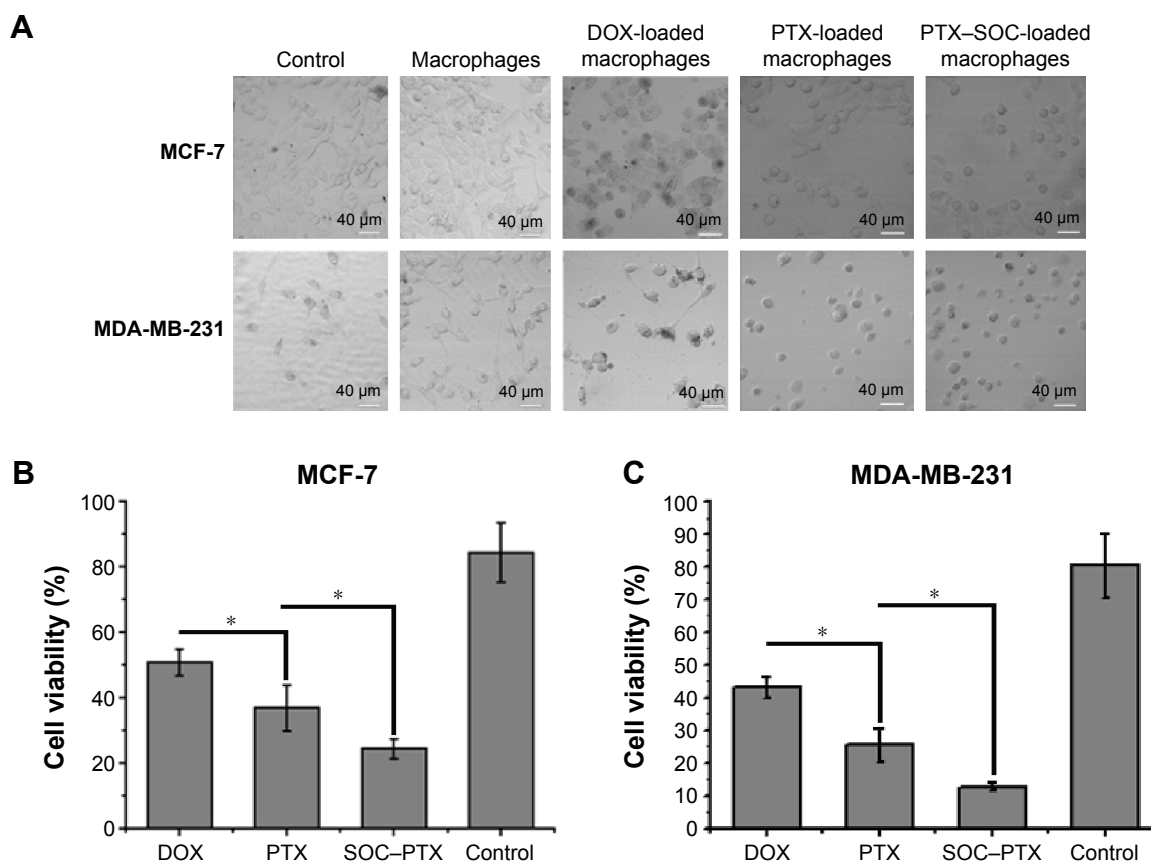 A
Control
Macrophages
DOX-loaded
macrophages
PTX-loaded
macrophages
PTX–SOC-loaded
macrophages
MCF-7
40 µm
40 µm
40 µm
40 µm
40 µm
MDA-MB-231
40 µm
40 µm
40 µm
40 µm
40 µm
B
MCF-7
Cell viability (%)
100
80
60
40
20
0
*
*
DOX
PTX
SOC–PTX
Control
C
MDA-MB-231
Cell viability (%)
100
90
80
70
60
50
40
30
20
10
0
*
*
DOX
PTX
SOC–PTX
Control